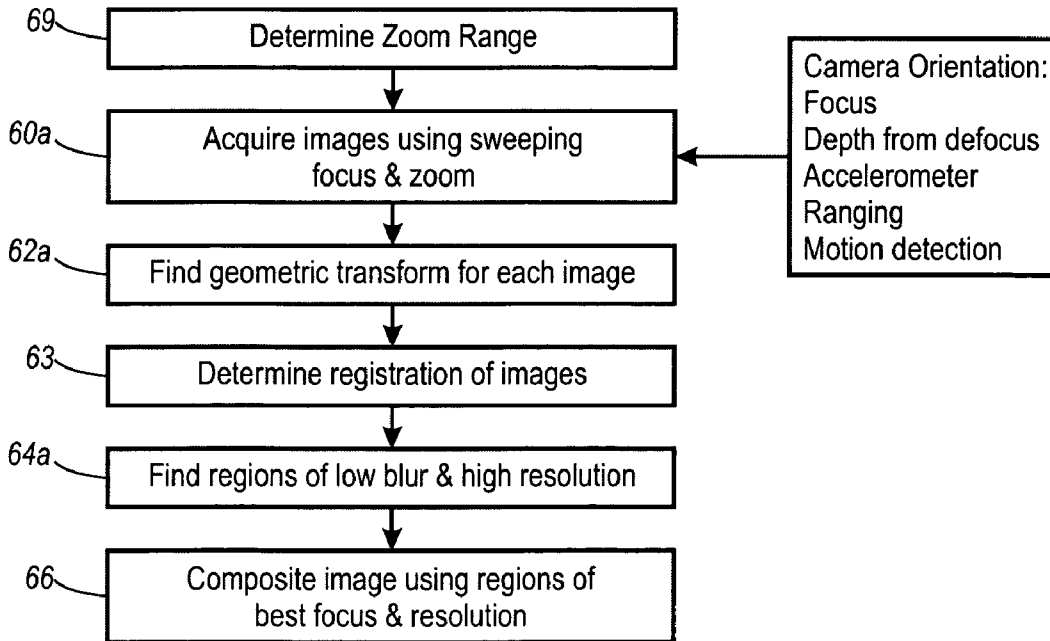 69
Determine Zoom Range
60a
Acquire images using sweeping
focus & zoom
Camera Orientation:
Focus
Depth from defocus
Accelerometer
Ranging
Motion detection
62a
Find geometric transform for each image
63
Determine registration of images
64a
Find regions of low blur & high resolution
66
Composite image using regions of
best focus & resolution